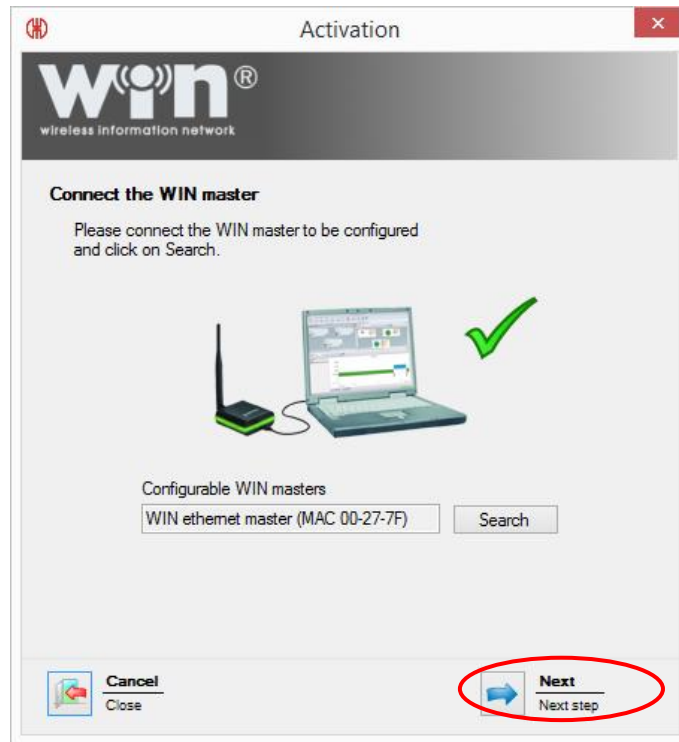 Activation
WIN®
wireless information network
Connect the WIN master
Please connect the WIN master to be configured
and click on Search.
Configurable WIN masters
WIN ethernet master (MAC 00-27-7F)
Search
Cancel
Close
Next
Next step